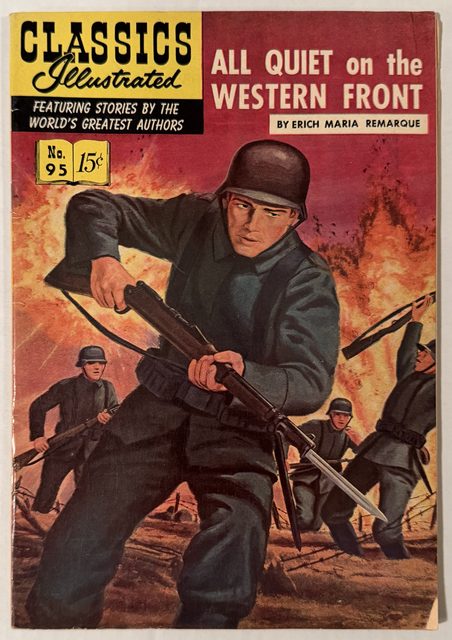 CLASSICS
Illustrated
FEATURING STORIES BY THE
WORLD'S GREATEST AUTHORS
No.
95
15¢
ALL QUIET on the
WESTERN FRONT
BY ERICH MARIA REMARQUE